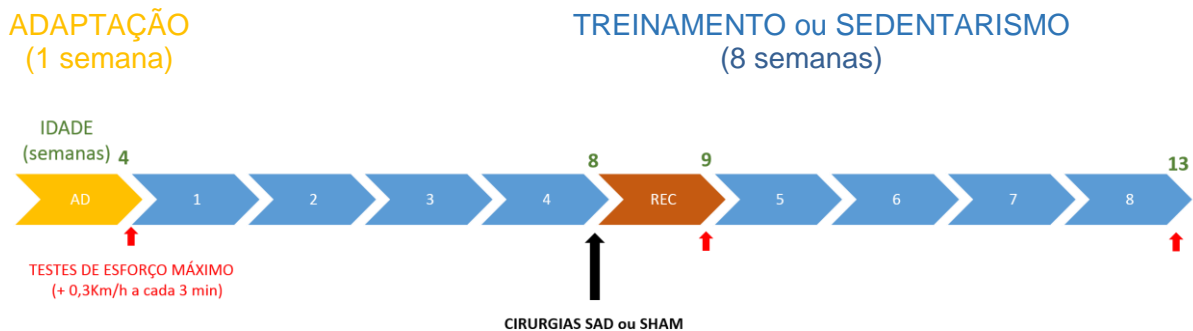 ADAPTAÇÃO
(1 semana)
TREINAMENTO ou SEDENTARISMO
(8 semanas)
IDADE
(semanas) 4
8
9
13
AD
1
2
3
4
REC
5
6
7
8
TESTES DE ESFORÇO MÁXIMO
(+ 0,3Km/h a cada 3 min)
CIRURGIAS SAD ou SHAM